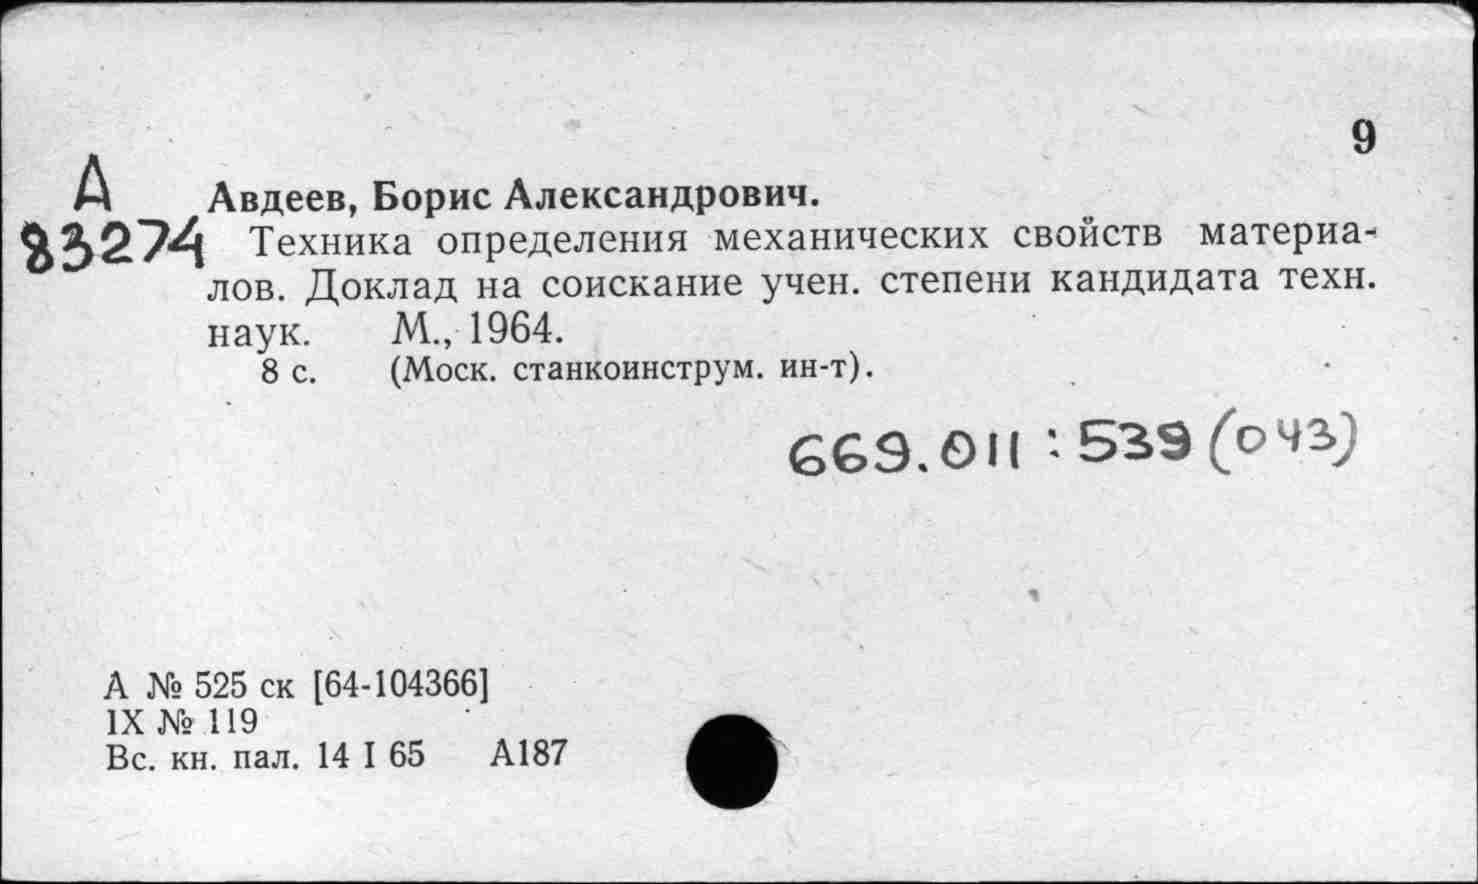 9
А
83274
Авдеев, Борис Александрович.
Техника определения механических свойств материа-
лов. Доклад на соискание учен. степени кандидата техн.
наук. М., 1964.
8 с. (Моск. станкоинструм. ин-т).
669.011 : 539 (очз)
А № 525 ск [64-104366]
IX № 119
Вс. кн. пал. 14 I 65 А187